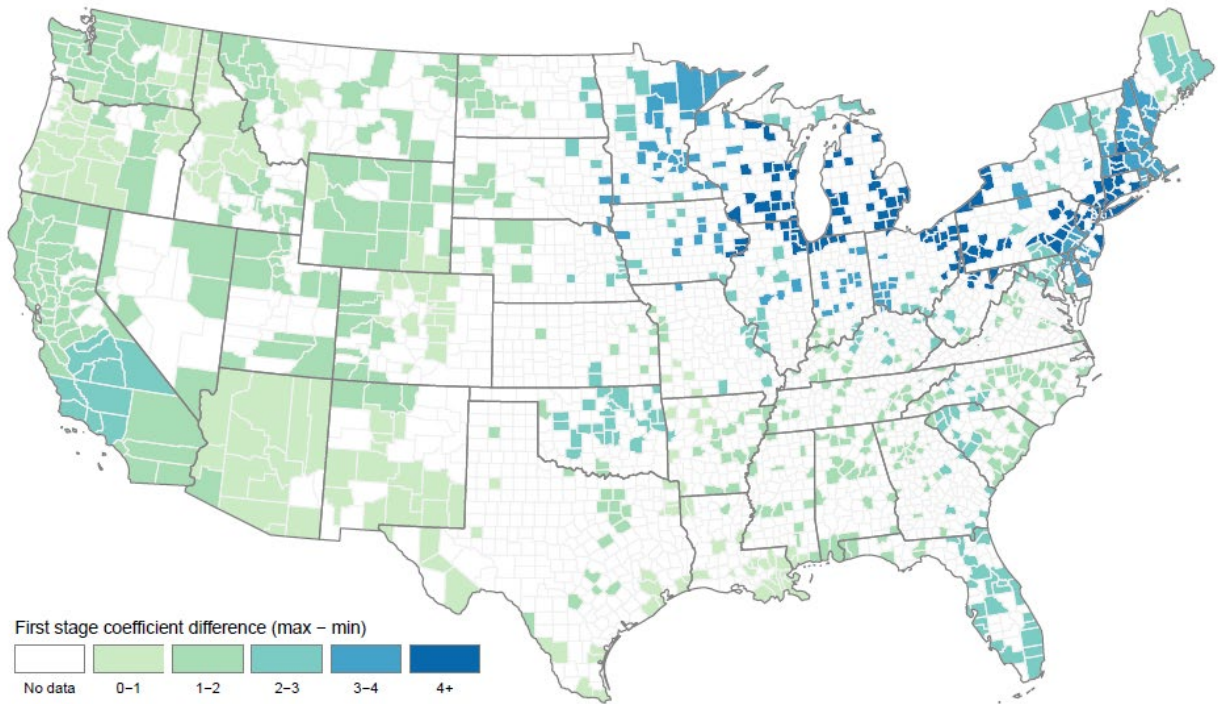 First stage coefficient difference (max − min)
No data 0−1 1−2 2−3 3−4 4+